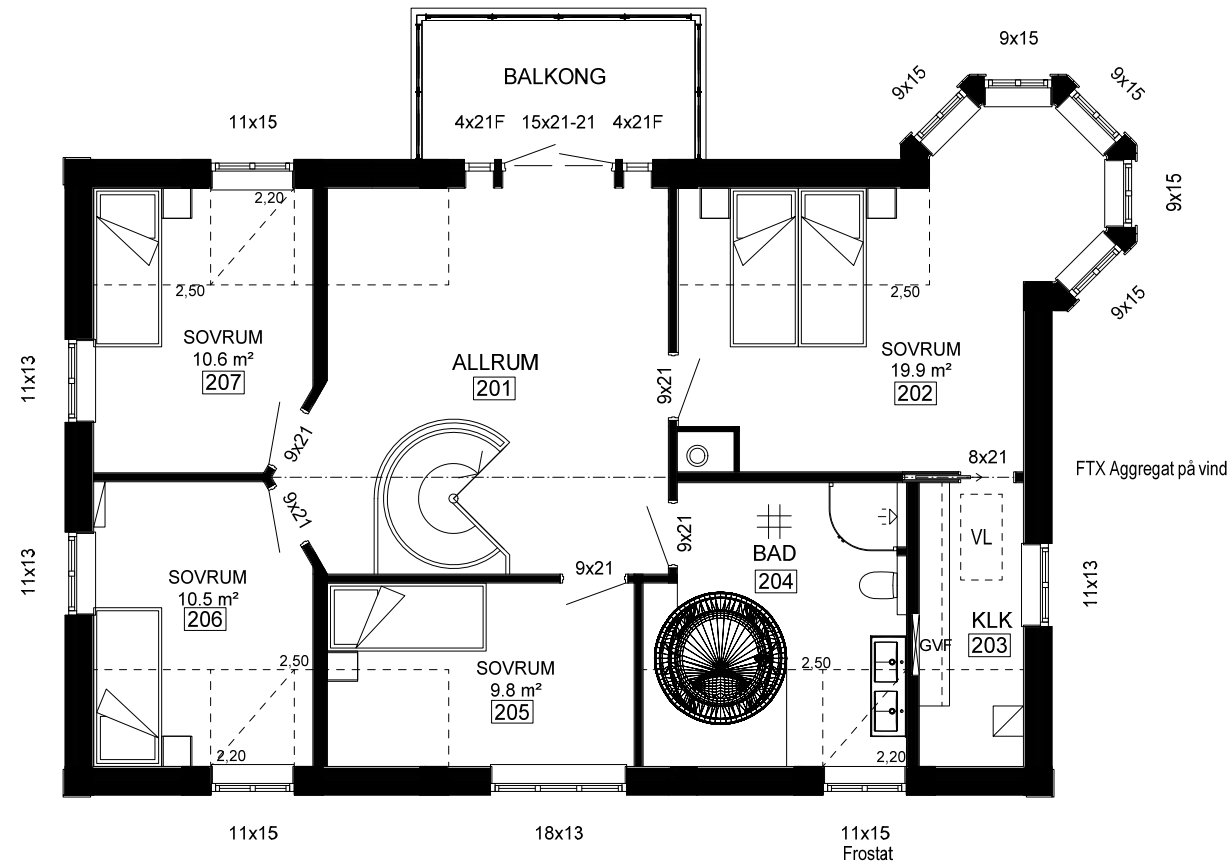 9x15
9x15
9x15
BALKONG
11x15
4x21F
15x21-21
4x21F
9x15
2,20
2,50
2,50
9x15
SOVRUM
10.6 m²
207
11x13
ALLRUM
201
9x21
SOVRUM
19.9 m²
202
9x21
8x21
FTX Aggregat på vind
9x21
9x21
BAD
204
VL
11x13
SOVRUM
10.5 m²
206
9x21
11x13
KLK
203
GVF
2,50
SOVRUM
9.8 m²
205
2,50
2,20
2,20
11x15
18x13
11x15
Frostat